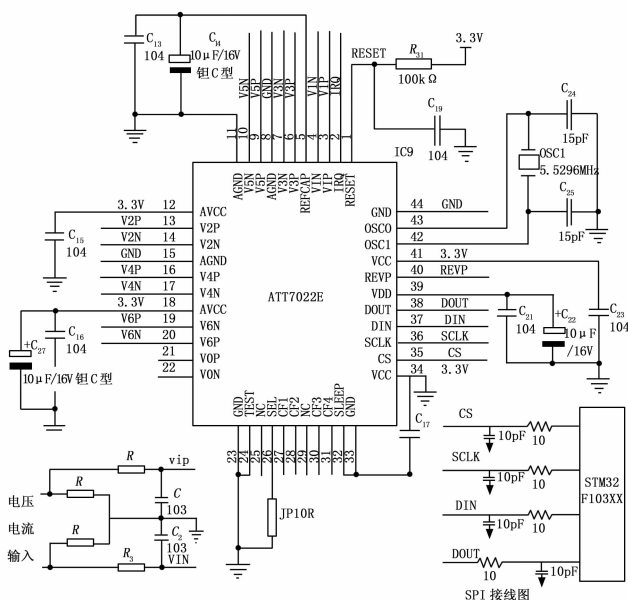 C13
104
C14
10μF/16V
钽C型
V5N
V5P
GND
V3N
V3P
V1N
V1P
IRQ
RESET
R31
100kΩ
3.3V
C19
104
IC9
C24
15pF
OSC1
5.5296MHz
C25
15pF
11
10
9
8
7
6
5
4
3
2
1
AGND
V5N
V5P
AGND
V3N
V3P
REFCAP
VIN
VIP
IRQ
RESET
3.3V 12 AVCC
V2P 13 V2P
V2N 14 V2N
GND 15 AGND
V4P 16 V4P
V4N 17 V4N
3.3V 18 AVCC
V6P 19 V6N
V6N 20 V6P
21 V0P
22 VON
C15
104
C16
104
+C27
10μF/16V 钽C型
ATT7022E
GND 44 GND
OSCO 43
OSC1 42
VCC 41 3.3V
REVP 40 REVP
VDD 39
DOUT 38 DOUT
DIN 37 DIN
SCLK 36 SCLK
CS 35 CS
VCC 34 3.3V
C21
104
+C22
10μF
/16V
C23
104
GND
TEST
NC
SEL
CF1
CF2
NC
CF3
CF4
SLEEP
GND
23
24
25
26
27
28
29
30
31
32
33
C17
JP10R
R
vip
电压
R
C
103
电流
R
C2
103
输入
R3
VIN
CS
10pF
10
SCLK
10pF
10
DIN
10pF
10
DOUT
10
10pF
STM32
F103XX
SPI 接线图